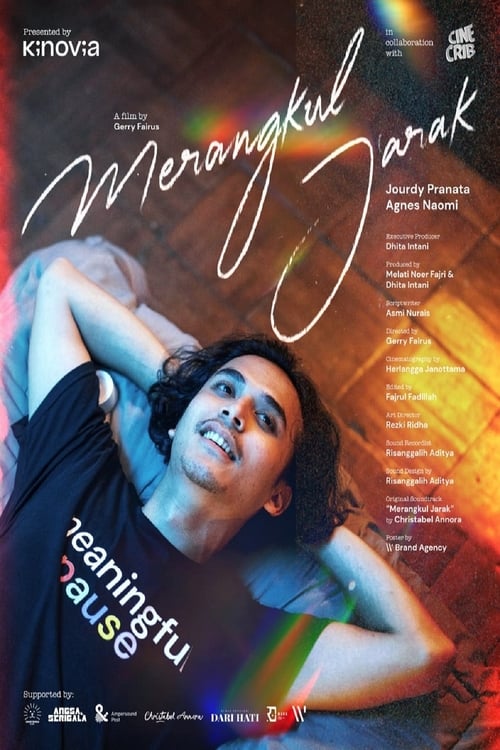 Presented by
Kinovia
in
collaboration
with
CINE
CRIB
A film by
Gerry Fairus
Merangkul
Jarak
Jourdy Pranata
Agnes Naomi
Executive Producer
Dhita Intani
Produced by
Melati Noer Fajri &
Dhita Intani
Scriptwriter
Asmi Nurais
Directed by
Gerry Fairus
Cinematography by
Herlangga Janottama
Edited by
Fajrul Fadillah
Art Director
Rezki Ridha
Sound Recordist
Risanggalih Aditya
Sound Design by
Risanggalih Aditya
Original Soundtrack
"Merangkul Jarak"
by Christabel Annora
Poster by
W Brand Agency
meaningful
pause
Supported by:
ANGSA
SERIGALA
Ampersound
Post
Christabel Annora
DARI HATI